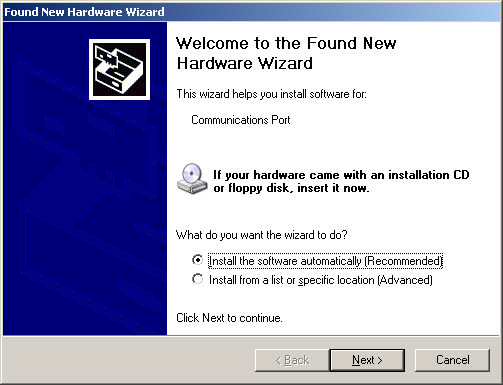 Found New Hardware Wizard
Welcome to the Found New
Hardware Wizard
This wizard helps you install software for:
Communications Port
If your hardware came with an installation CD
or floppy disk, insert it now.
What do you want the wizard to do?
Install the software automatically (Recommended)
Install from a list or specific location (Advanced)
Click Next to continue.
< Back
Next >
Cancel